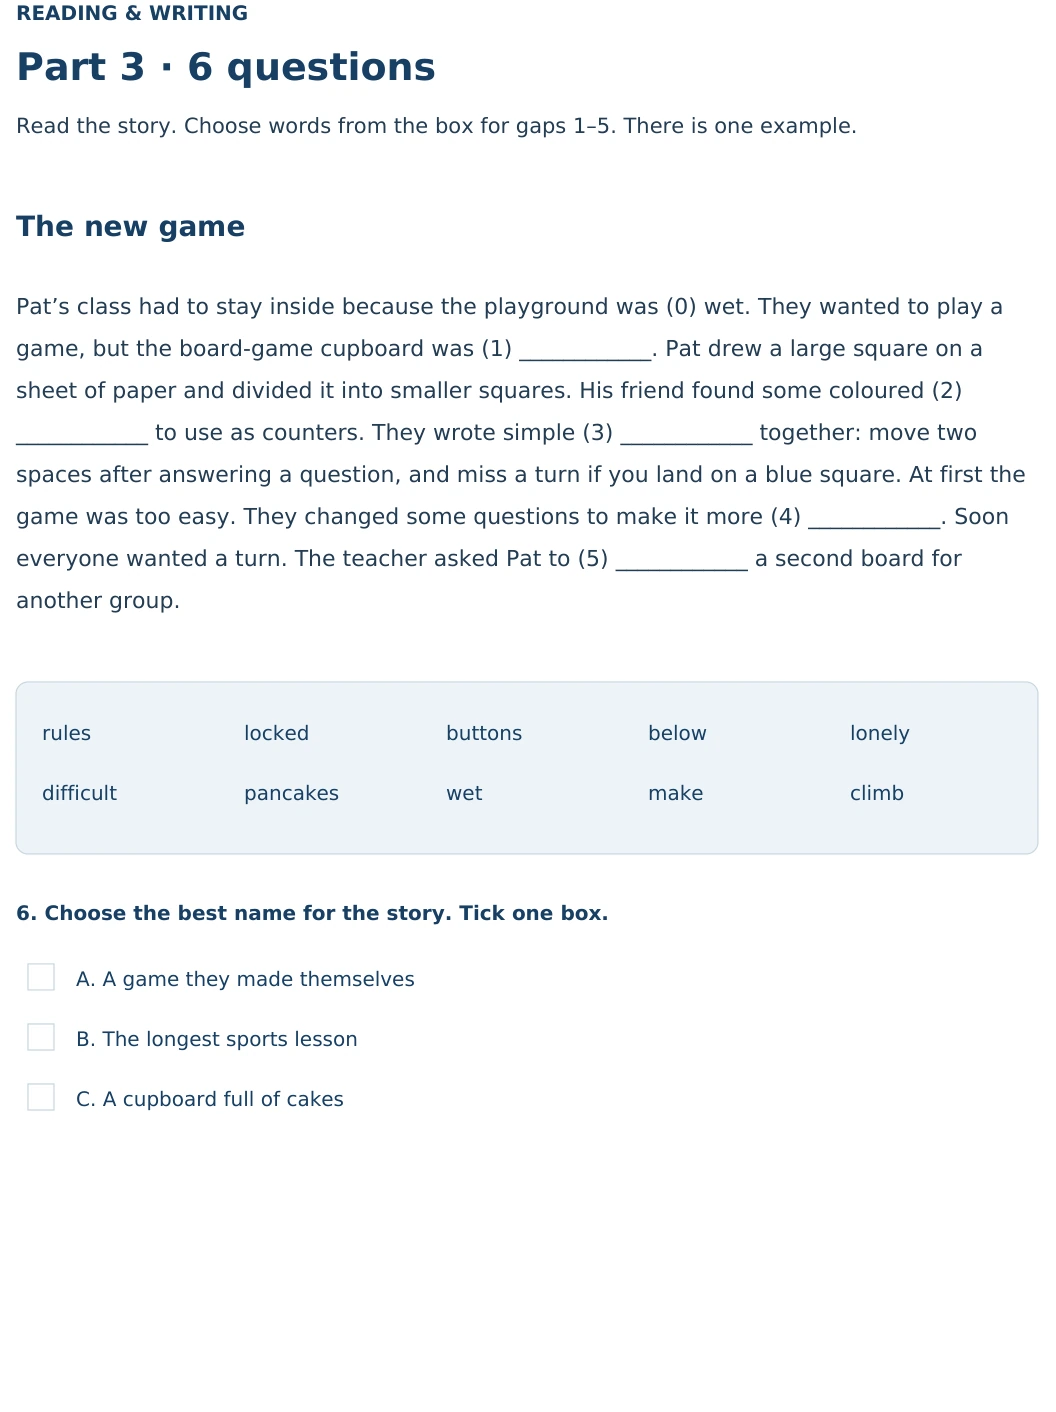 READING & WRITING
Part 3 · 6 questions
Read the story. Choose words from the box for gaps 1–5. There is one example.
The new game
Pat’s class had to stay inside because the playground was (0) wet. They wanted to play a
game, but the board-game cupboard was (1) ____________. Pat drew a large square on a
sheet of paper and divided it into smaller squares. His friend found some coloured (2)
____________ to use as counters. They wrote simple (3) ____________ together: move two
spaces after answering a question, and miss a turn if you land on a blue square. At first the
game was too easy. They changed some questions to make it more (4) ____________. Soon
everyone wanted a turn. The teacher asked Pat to (5) ____________ a second board for
another group.
rules locked buttons below lonely
difficult pancakes wet make climb
6. Choose the best name for the story. Tick one box.
A. A game they made themselves
B. The longest sports lesson
C. A cupboard full of cakes